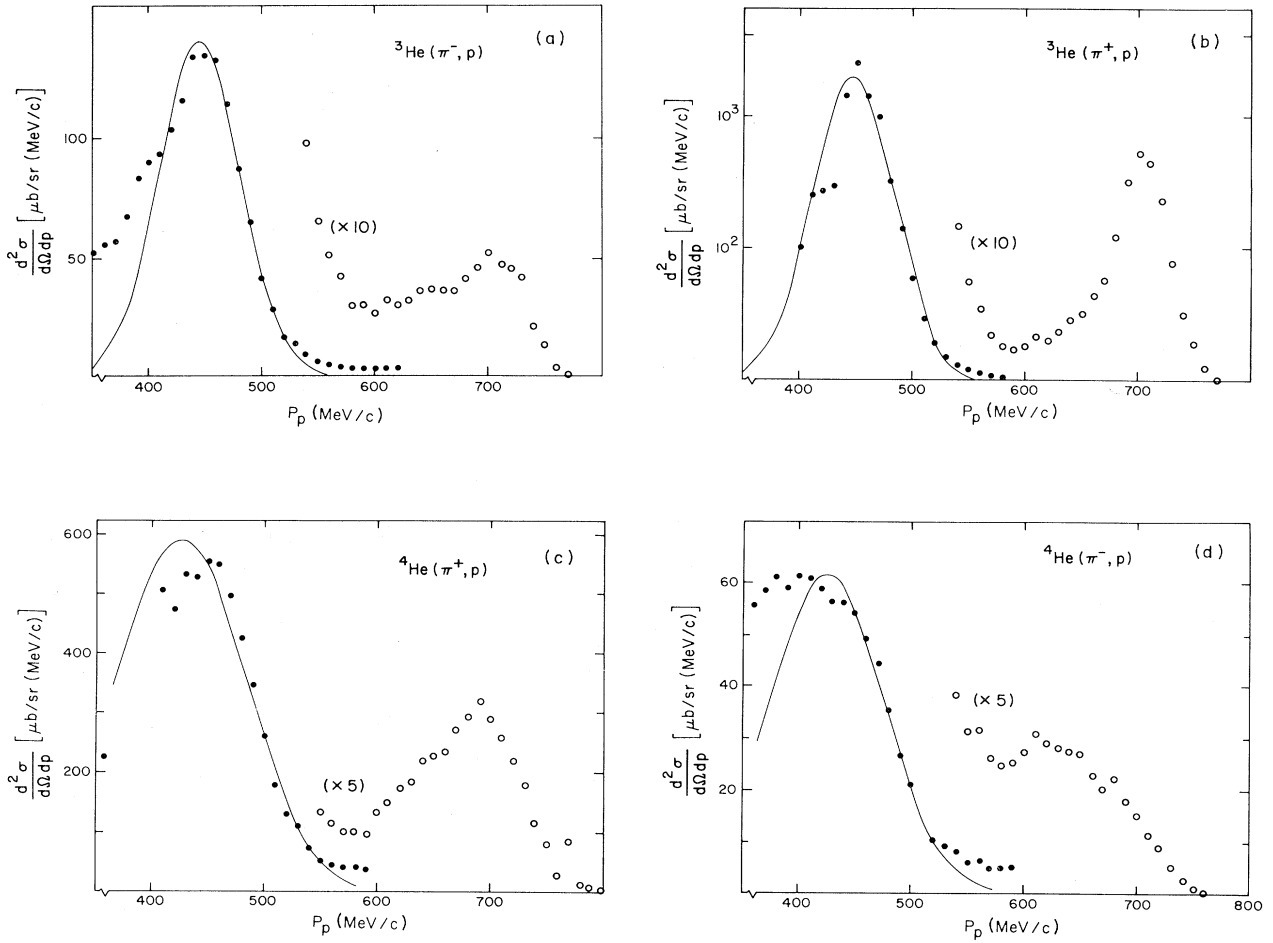 (a)
³He (π⁻, p)
d²σ/dΩdp [μb/sr (MeV/c)]
100
50
(×10)
400 500 600 700
Pₚ (MeV/c)
(b)
³He (π⁺, p)
d²σ/dΩdp [μb/sr (MeV/c)]
10³
10²
(×10)
400 500 600 700
Pₚ (MeV/c)
(c)
⁴He (π⁺, p)
d²σ/dΩdp [μb/sr (MeV/c)]
600
400
200
(×5)
400 500 600 700
Pₚ (MeV/c)
(d)
⁴He (π⁻, p)
d²σ/dΩdp [μb/sr (MeV/c)]
60
40
20
(×5)
400 500 600 700 800
Pₚ (MeV/c)